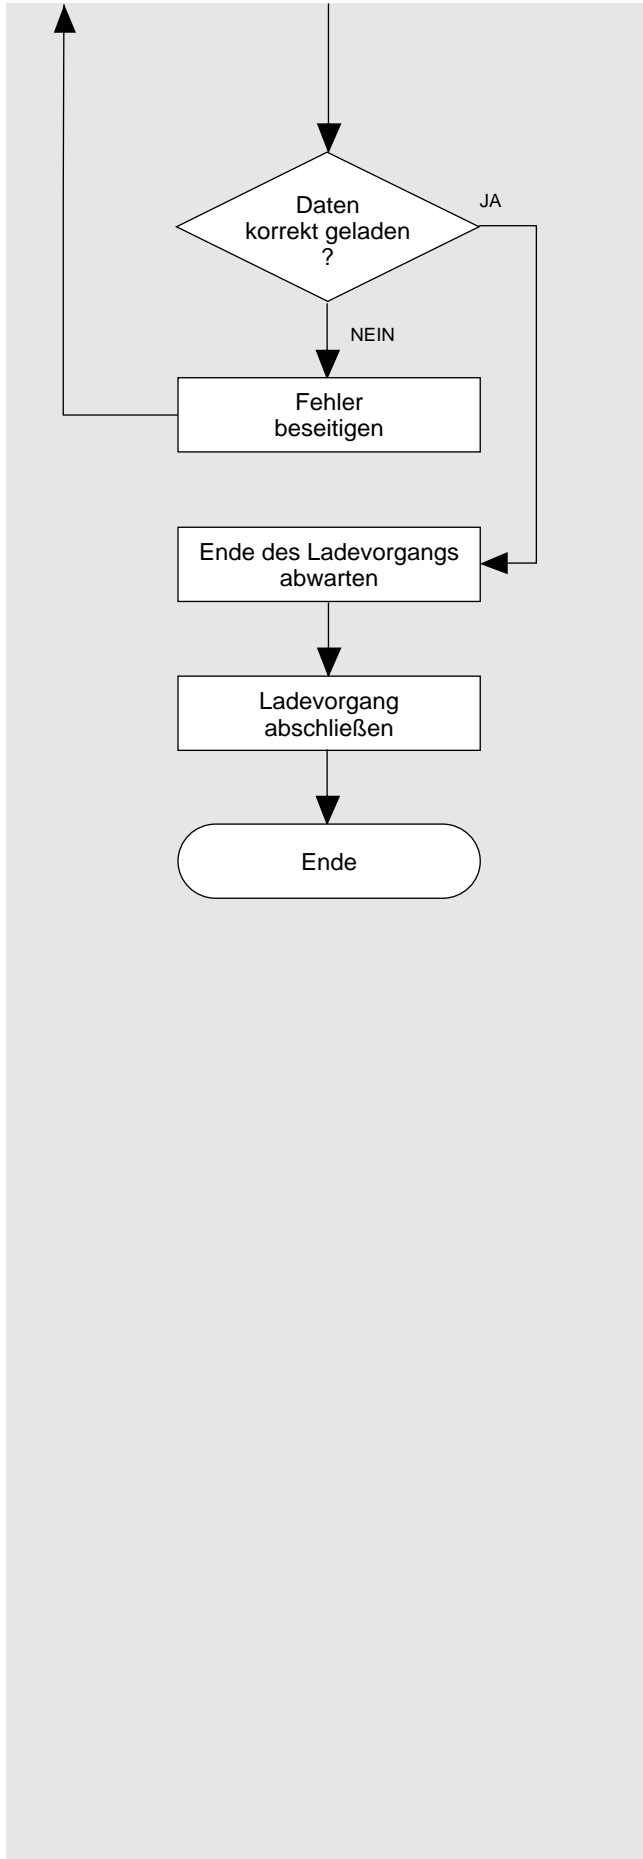 Daten
korrekt geladen
?
JA
NEIN
Fehler
beseitigen
Ende des Ladevorgangs
abwarten
Ladevorgang
abschließen
Ende